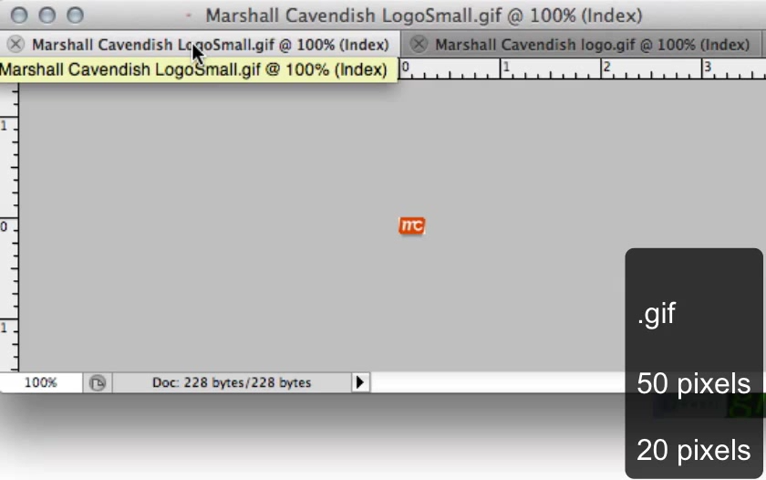 Marshall Cavendish LogoSmall.gif @ 100% (Index)
Marshall Cavendish LogoSmall.gif @ 100% (Index)
Marshall Cavendish logo.gif @ 100% (Index)
Marshall Cavendish LogoSmall.gif @ 100% (Index)
0 1 2 3
1
0
mc
1
.gif
50 pixels
20 pixels
100%
Doc: 228 bytes/228 bytes